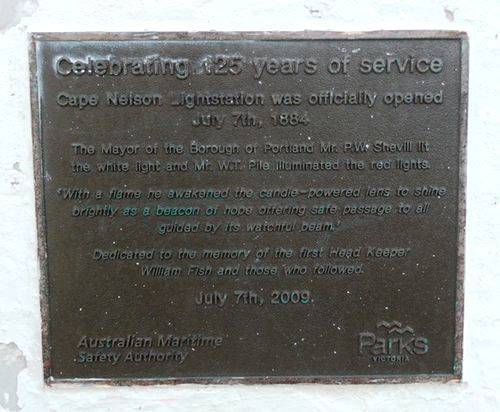 Celebrating 125 years of service
Cape Nelson Lightstation was officially opened
July 7th, 1884
The Mayor of the Borough of Portland Mr. P.W. Shevill lit
the white light and Mr. W.T. Pile illuminated the red lights.
"With a flame he awakened the candle-powered lens to shine
brightly as a beacon of hope offering safe passage to all
guided by its watchful beam."
Dedicated to the memory of the first Head Keeper
William Fish and those who followed.
July 7th, 2009.
Australian Maritime
Safety Authority
Parks
VICTORIA